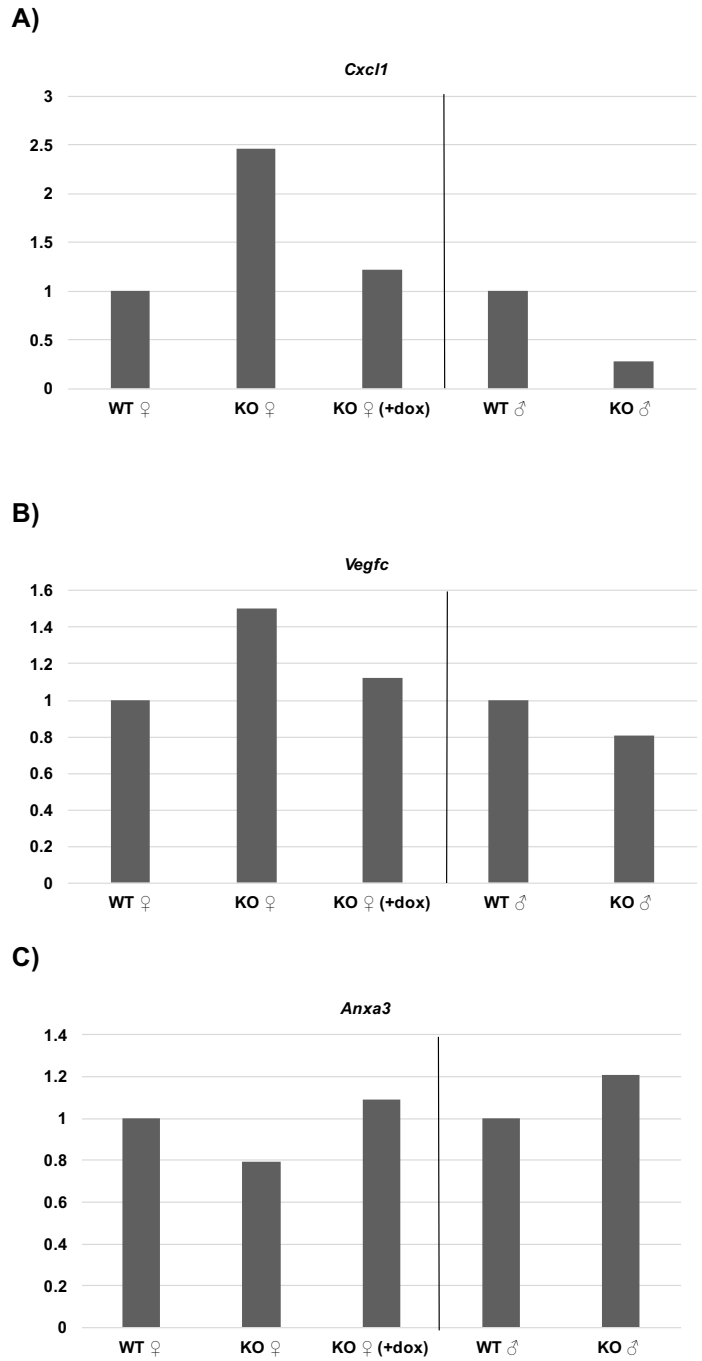 A)
Cxcl1
3
2.5
2
1.5
1
0.5
0
WT ♀ KO ♀ KO ♀ (+dox) WT ♂ KO ♂
B)
Vegfc
1.6
1.4
1.2
1
0.8
0.6
0.4
0.2
0
WT ♀ KO ♀ KO ♀ (+dox) WT ♂ KO ♂
C)
Anxa3
1.4
1.2
1
0.8
0.6
0.4
0.2
0
WT ♀ KO ♀ KO ♀ (+dox) WT ♂ KO ♂